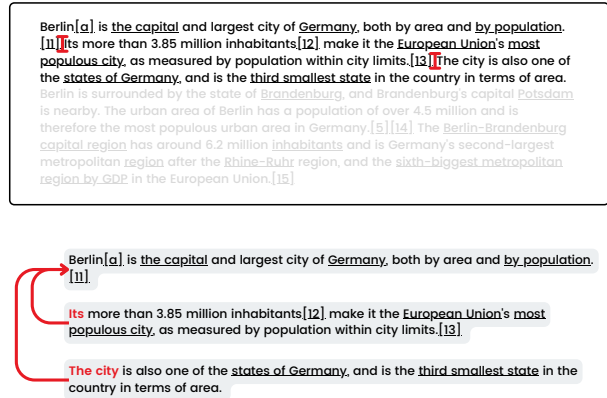 Berlin[a] is the capital and largest city of Germany, both by area and by population.
[11] Its more than 3.85 million inhabitants[12] make it the European Union's most
populous city, as measured by population within city limits.[13] The city is also one of
the states of Germany, and is the third smallest state in the country in terms of area.
Berlin is surrounded by the state of Brandenburg, and Brandenburg's capital Potsdam
is nearby. The urban area of Berlin has a population of over 4.5 million and is
therefore the most populous urban area in Germany.[5][14] The Berlin-Brandenburg
capital region has around 6.2 million inhabitants and is Germany's second-largest
metropolitan region after the Rhine-Ruhr region, and the sixth-biggest metropolitan
region by GDP in the European Union.[15]
Berlin[a] is the capital and largest city of Germany, both by area and by population.
[11]
Its more than 3.85 million inhabitants[12] make it the European Union's most
populous city, as measured by population within city limits.[13]
The city is also one of the states of Germany, and is the third smallest state in the
country in terms of area.